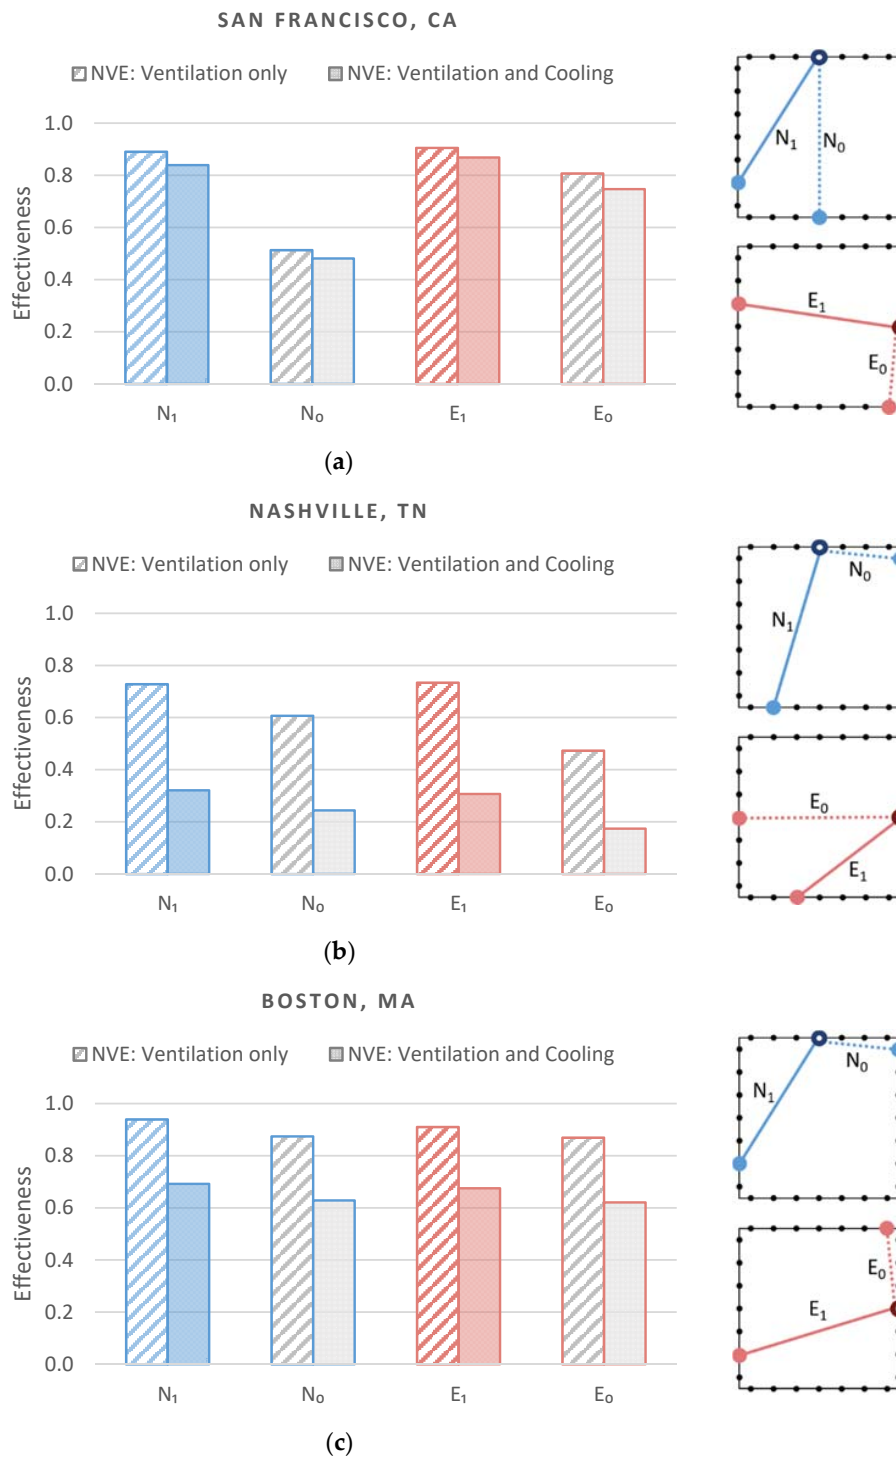 SAN FRANCISCO, CA
NVE: Ventilation only NVE: Ventilation and Cooling
Effectiveness
1.0
0.8
0.6
0.4
0.2
0.0
N₁ N₀ E₁ E₀
N₁ N₀
E₁
E₀
(a)
NASHVILLE, TN
NVE: Ventilation only NVE: Ventilation and Cooling
Effectiveness
1.0
0.8
0.6
0.4
0.2
0.0
N₁ N₀ E₁ E₀
N₀
N₁
E₀
E₁
(b)
BOSTON, MA
NVE: Ventilation only NVE: Ventilation and Cooling
Effectiveness
1.0
0.8
0.6
0.4
0.2
0.0
N₁ N₀ E₁ E₀
N₀
N₁
E₀
E₁
(c)